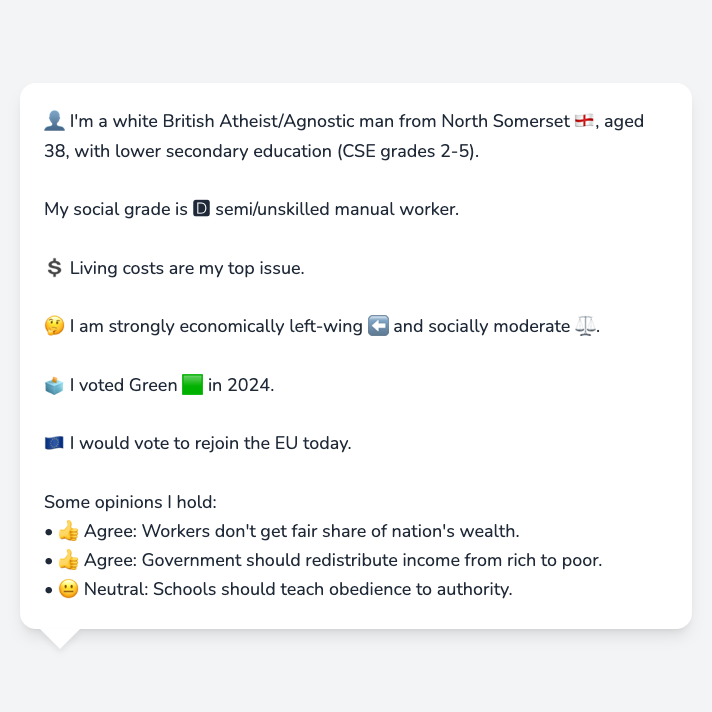 👤 I'm a white British Atheist/Agnostic man from North Somerset 🏴󠁧󠁢󠁥󠁮󠁧󠁿, aged
38, with lower secondary education (CSE grades 2-5).
My social grade is 🅳 semi/unskilled manual worker.
💲 Living costs are my top issue.
🤔 I am strongly economically left-wing ⬅️ and socially moderate ⚖️.
🗳️ I voted Green 🟩 in 2024.
🇪🇺 I would vote to rejoin the EU today.
Some opinions I hold:
• 👍 Agree: Workers don't get fair share of nation's wealth.
• 👍 Agree: Government should redistribute income from rich to poor.
• 😐 Neutral: Schools should teach obedience to authority.